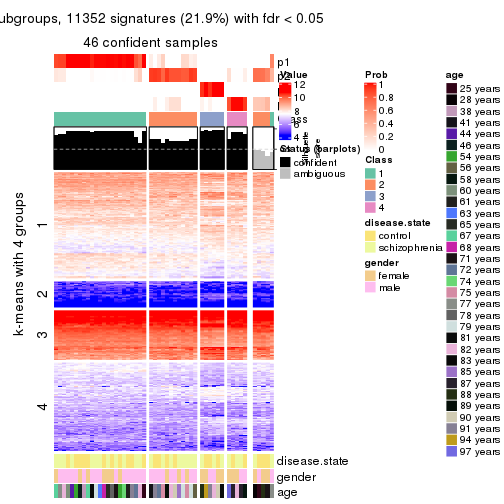 ubgroups, 11352 signatures (21.9%) with fdr < 0.05
46 confident samples
p1
p2
Value
12
10
8
6
4
Status (barplots)
confident
ambiguous
Prob
1
0.8
0.6
0.4
0.2
0
Class
1
2
3
4
disease.state
control
schizophrenia
gender
female
male
age
25 years
28 years
38 years
41 years
44 years
46 years
54 years
56 years
58 years
60 years
61 years
63 years
65 years
67 years
68 years
71 years
72 years
74 years
75 years
77 years
78 years
79 years
81 years
82 years
83 years
85 years
87 years
88 years
89 years
90 years
91 years
94 years
97 years
k-means with 4 groups
1
2
3
4
disease.state
gender
age